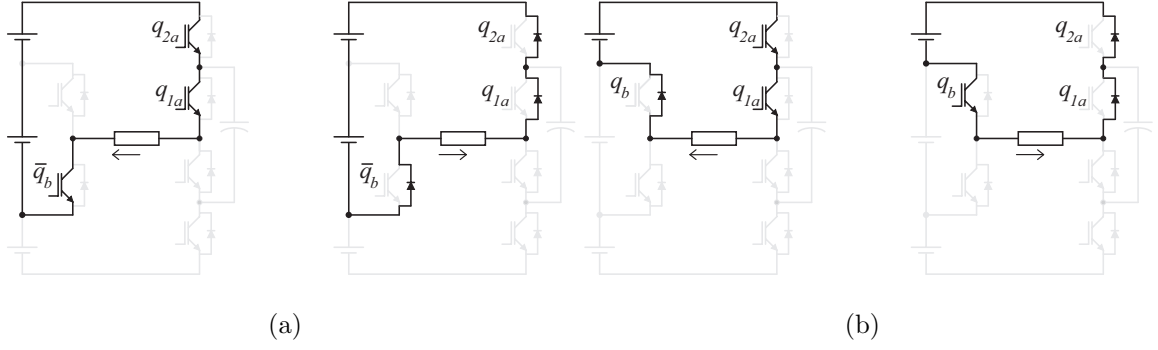 q2a q2a q2a q2a
q1a q1a qb q1a qb q1a
q̅b q̅b
(a) (b)